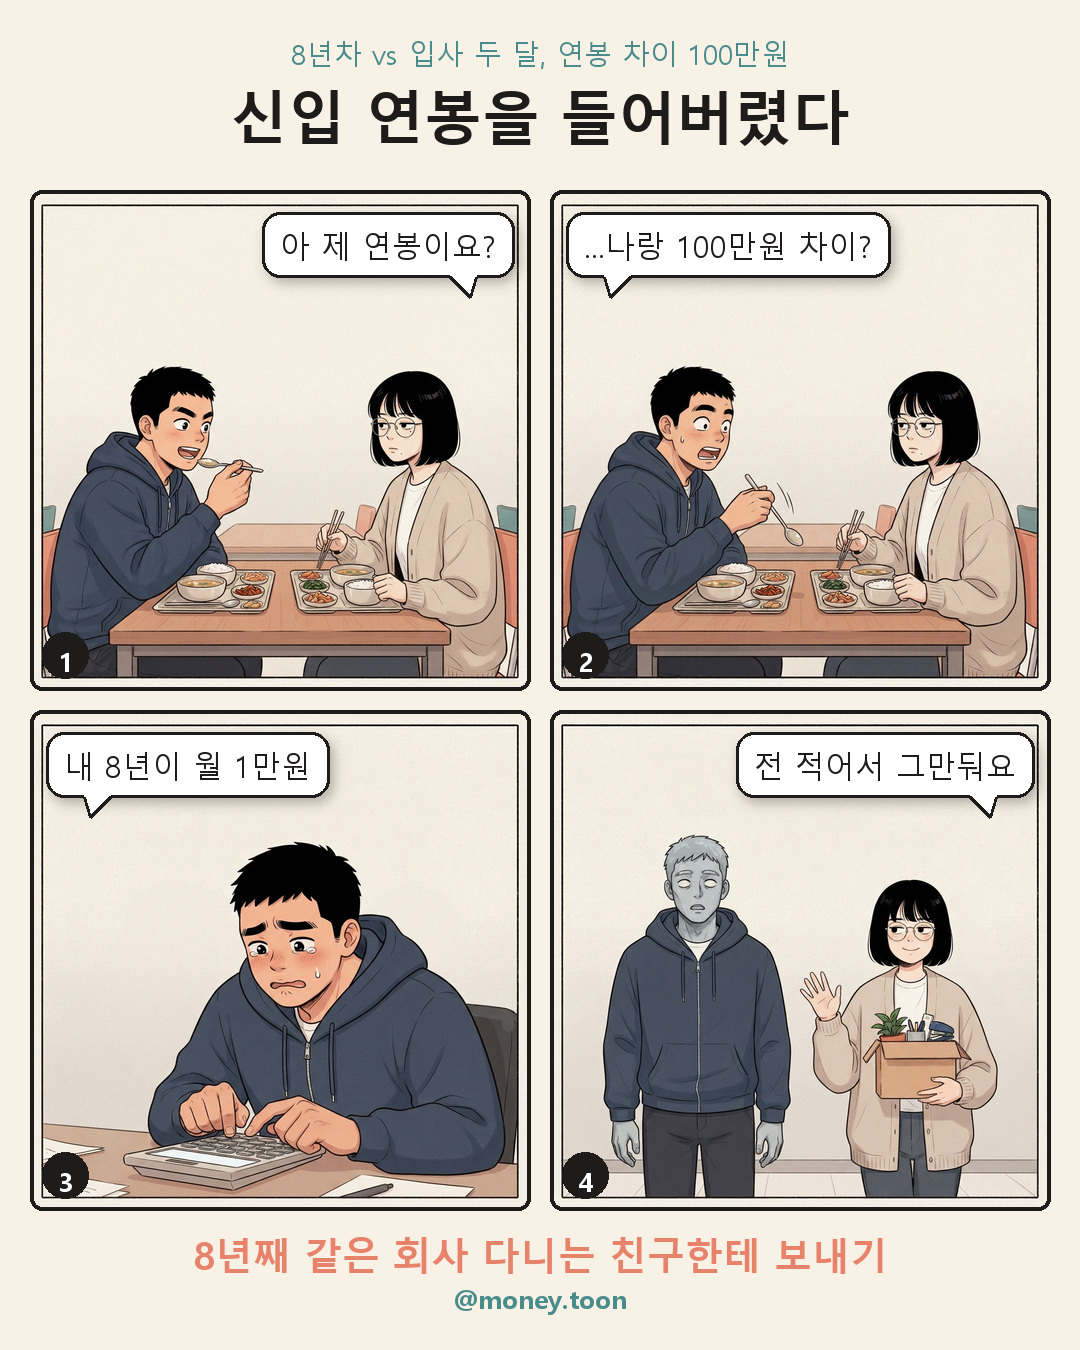 8년차 vs 입사 두 달, 연봉 차이 100만원
신입 연봉을 들어버렸다
아 제 연봉이요?
...나랑 100만원 차이?
1
2
내 8년이 월 1만원
전 적어서 그만둬요
3
4
8년째 같은 회사 다니는 친구한테 보내기
@money.toon